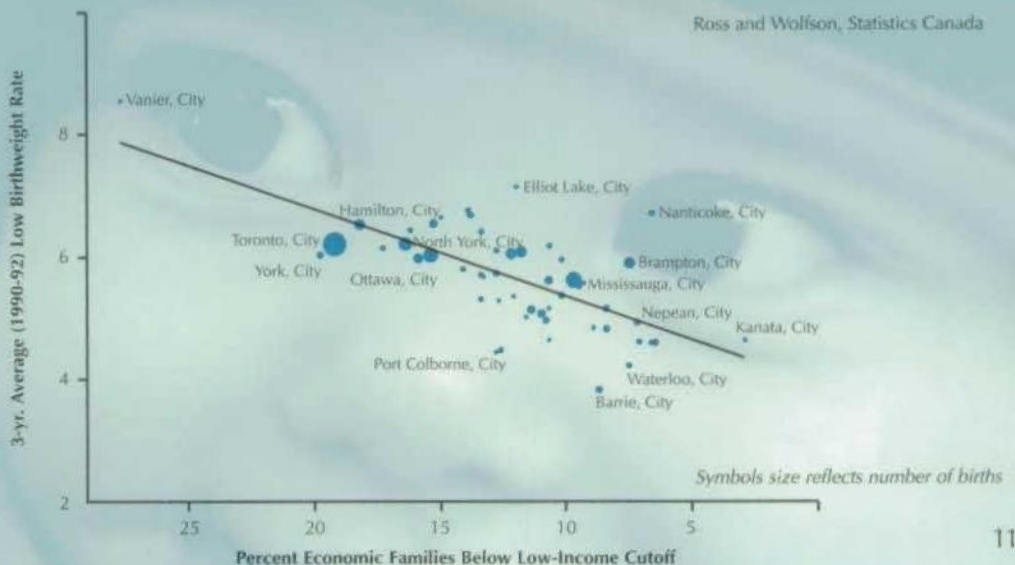 Ross and Wolfson, Statistics Canada
3-yr. Average (1990-92) Low Birthweight Rate
Vanier, City
8
Elliot Lake, City
Hamilton, City
Nanticoke, City
Toronto, City
North York, City
6
York, City
Ottawa, City
Brampton, City
Mississauga, City
Nepean, City
Kanata, City
Port Colborne, City
4
Waterloo, City
Barrie, City
Symbols size reflects number of births
2
25 20 15 10 5
11
Percent Economic Families Below Low-Income Cutoff